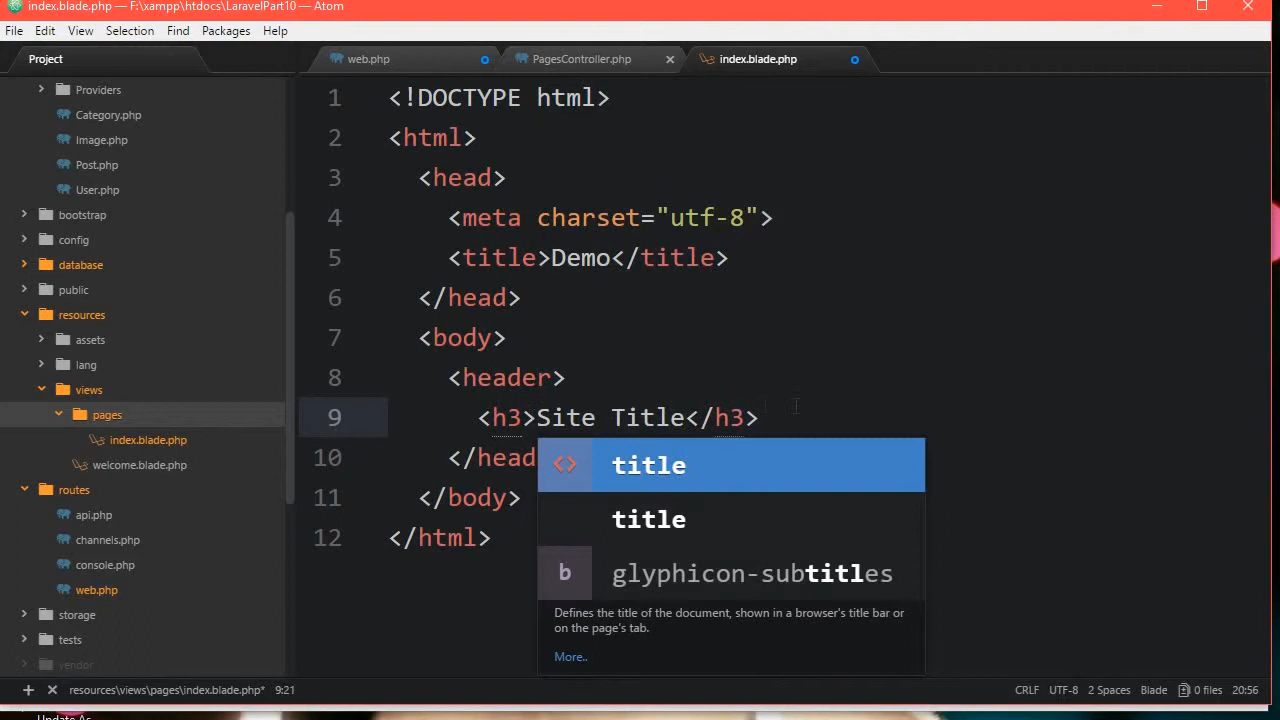 index.blade.php — F:\xampp\htdocs\LaravelPart10 — Atom
File Edit View Selection Find Packages Help
Project
web.php
PagesController.php
index.blade.php
Providers
Category.php
Image.php
Post.php
User.php
bootstrap
config
database
public
resources
assets
lang
views
pages
index.blade.php
welcome.blade.php
routes
api.php
channels.php
console.php
web.php
storage
tests
vendor
1 <!DOCTYPE html>
2 <html>
3 <head>
4 <meta charset="utf-8">
5 <title>Demo</title>
6 </head>
7 <body>
8 <header>
9 <h3>Site Title</h3>
10 </head
11 </body>
12 </html>
<> title
title
b glyphicon-subtitles
Defines the title of the document, shown in a browser's title bar or
on the page's tab.
More..
resources\views\pages\index.blade.php* 9:21
CRLF UTF-8 2 Spaces Blade 0 files 20:56
Update As